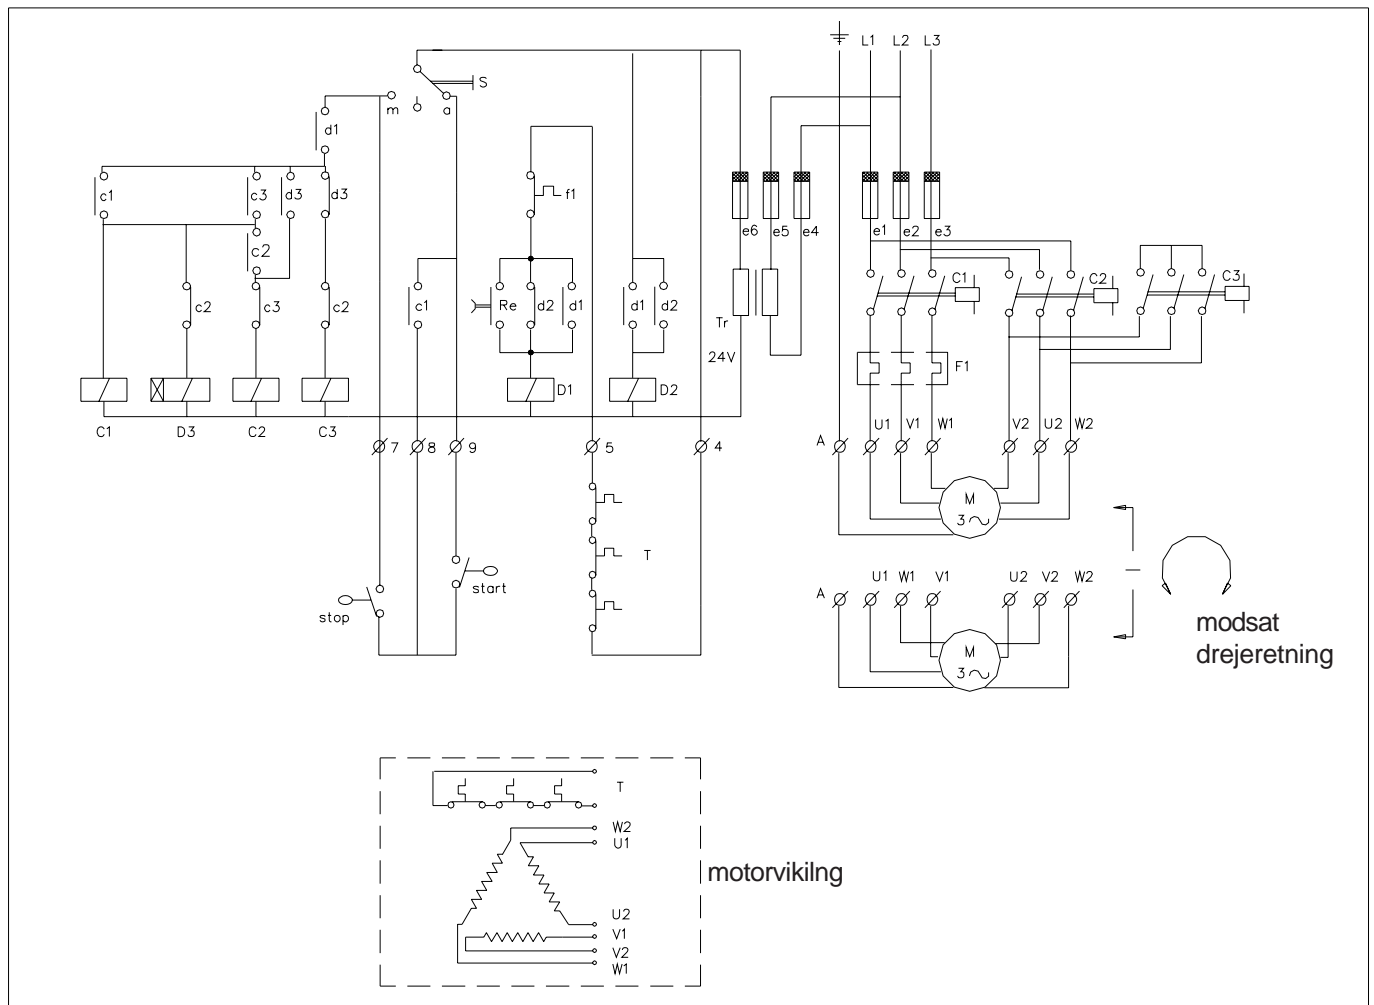 L1 L2 L3
S
m a
d1
c1 c3 d3 d3
f1
c2
e6 e5 e4 e1 e2 e3
c2 c3 c2 c1 Re d2 d1 d1 d2
C1 C2 C3
Tr
24V
F1
D1 D2
C1 D3 C2 C3
7 8 9 5 4
A U1 V1 W1 V2 U2 W2
M
3
T
start
stop
A U1 W1 V1 U2 V2 W2
M
3
modsat
drejeretning
T
W2
U1
motorvikilng
U2
V1
V2
W1